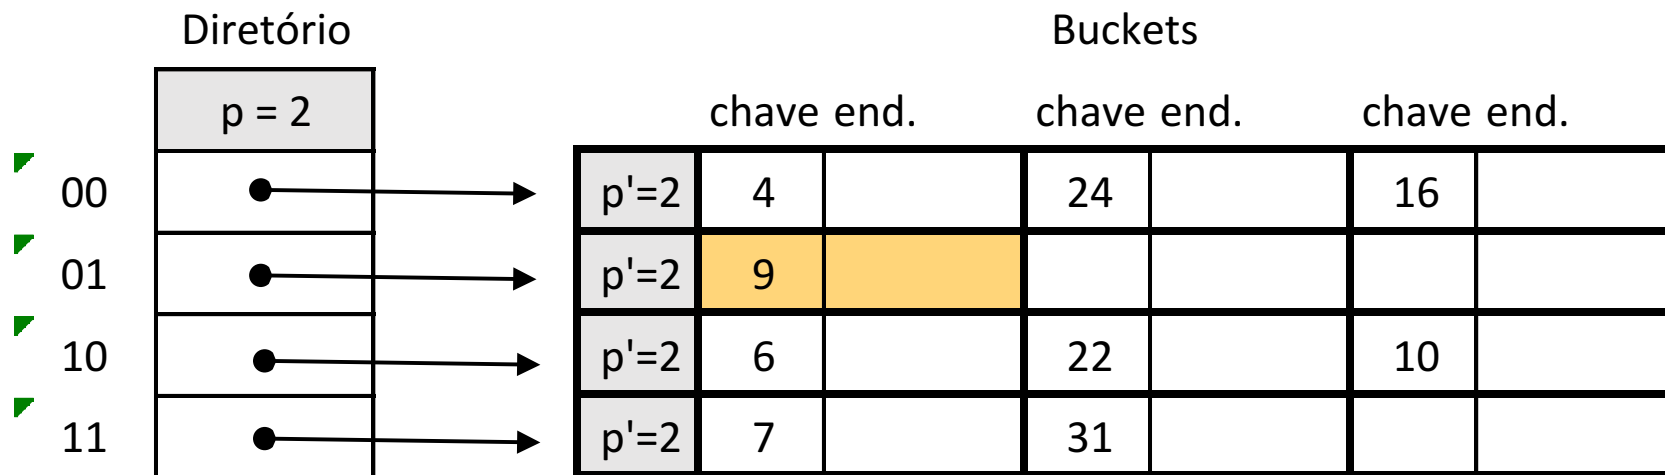 Diretório Buckets
p = 2 chave end. chave end. chave end.
00 p'=2 4 24 16
01 p'=2 9
10 p'=2 6 22 10
11 p'=2 7 31